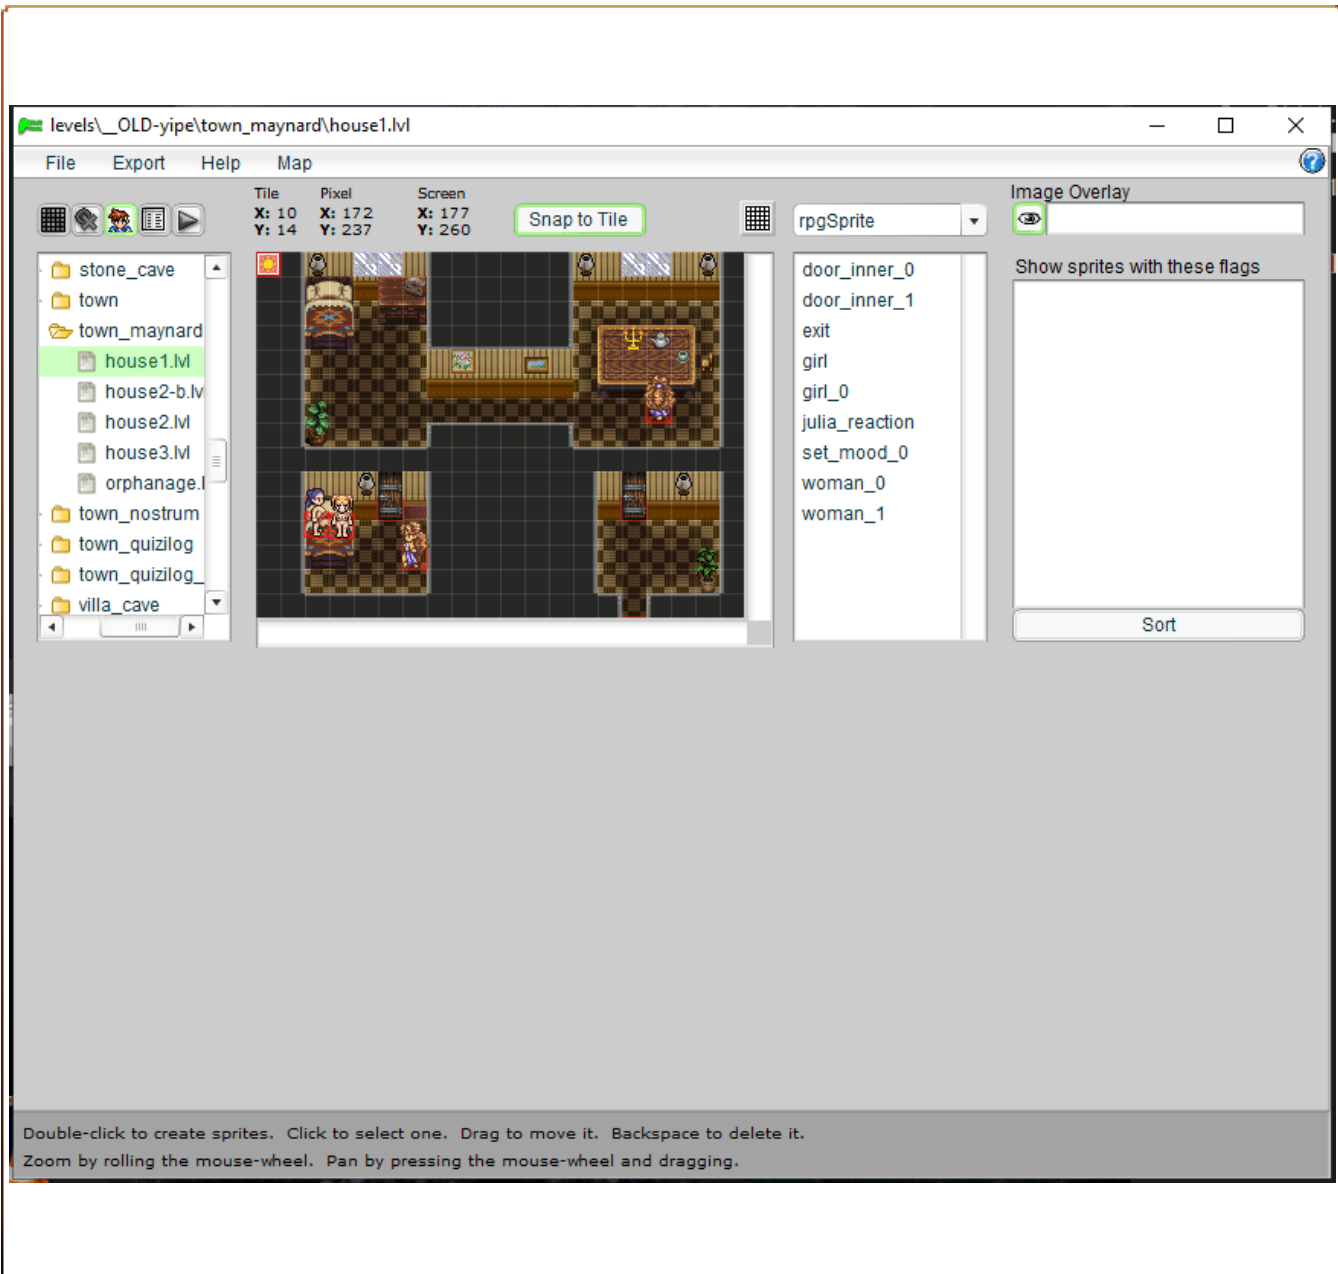 levels\__OLD-yipe\town_maynard\house1.lvl
File Export Help Map
Tile Pixel Screen
X: 10 X: 172 X: 177
Y: 14 Y: 237 Y: 260
Snap to Tile
rpgSprite
Image Overlay
stone_cave
town
town_maynard
house1.lvl
house2-b.lv
house2.lvl
house3.lvl
orphanage.l
town_nostrum
town_quizilog
town_quizilog_
villa_cave
door_inner_0
door_inner_1
exit
girl
girl_0
julia_reaction
set_mood_0
woman_0
woman_1
Show sprites with these flags
Sort
Double-click to create sprites. Click to select one. Drag to move it. Backspace to delete it.
Zoom by rolling the mouse-wheel. Pan by pressing the mouse-wheel and dragging.